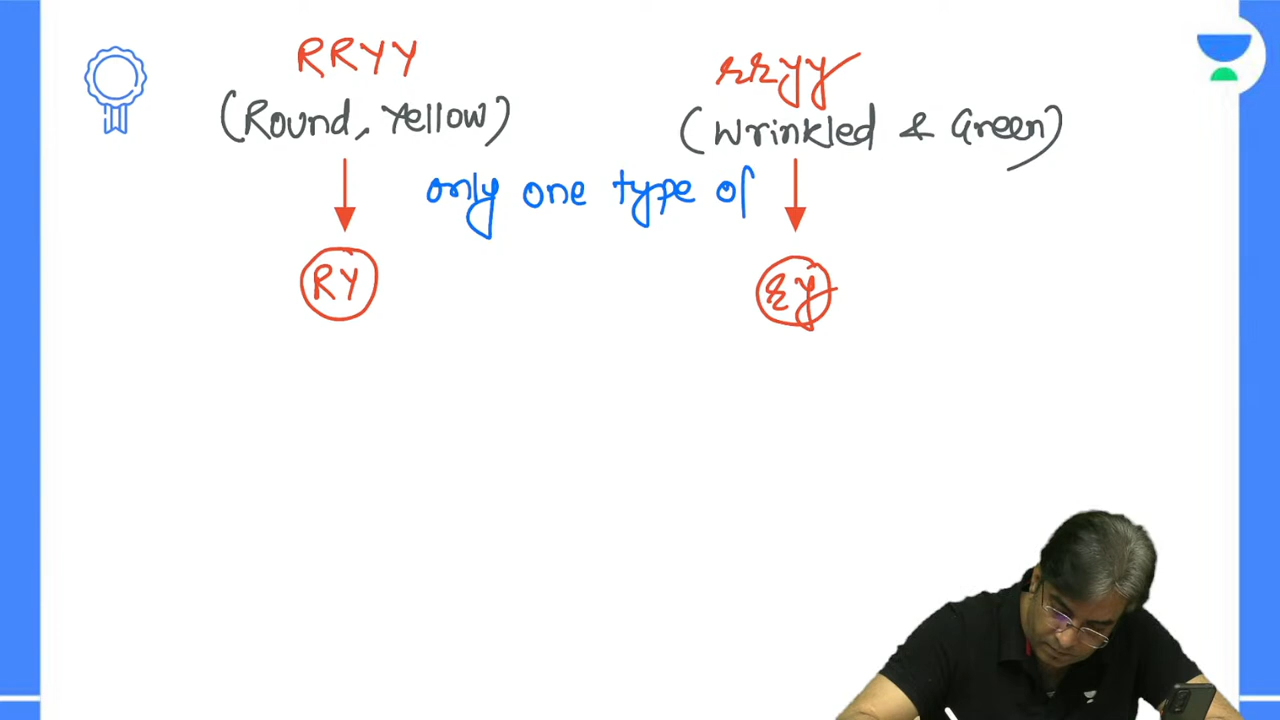 RRYY
rryy
(Round, Yellow)
(Wrinkled & Green)
only one type of
RY
ry